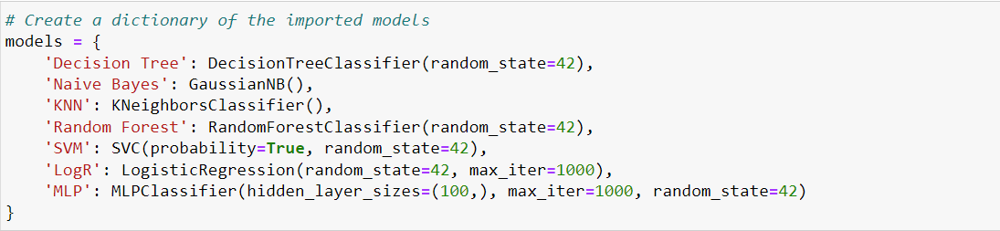 # Create a dictionary of the imported models
models = {
    'Decision Tree': DecisionTreeClassifier(random_state=42),
    'Naive Bayes': GaussianNB(),
    'KNN': KNeighborsClassifier(),
    'Random Forest': RandomForestClassifier(random_state=42),
    'SVM': SVC(probability=True, random_state=42),
    'LogR': LogisticRegression(random_state=42, max_iter=1000),
    'MLP': MLPClassifier(hidden_layer_sizes=(100,), max_iter=1000, random_state=42)
}